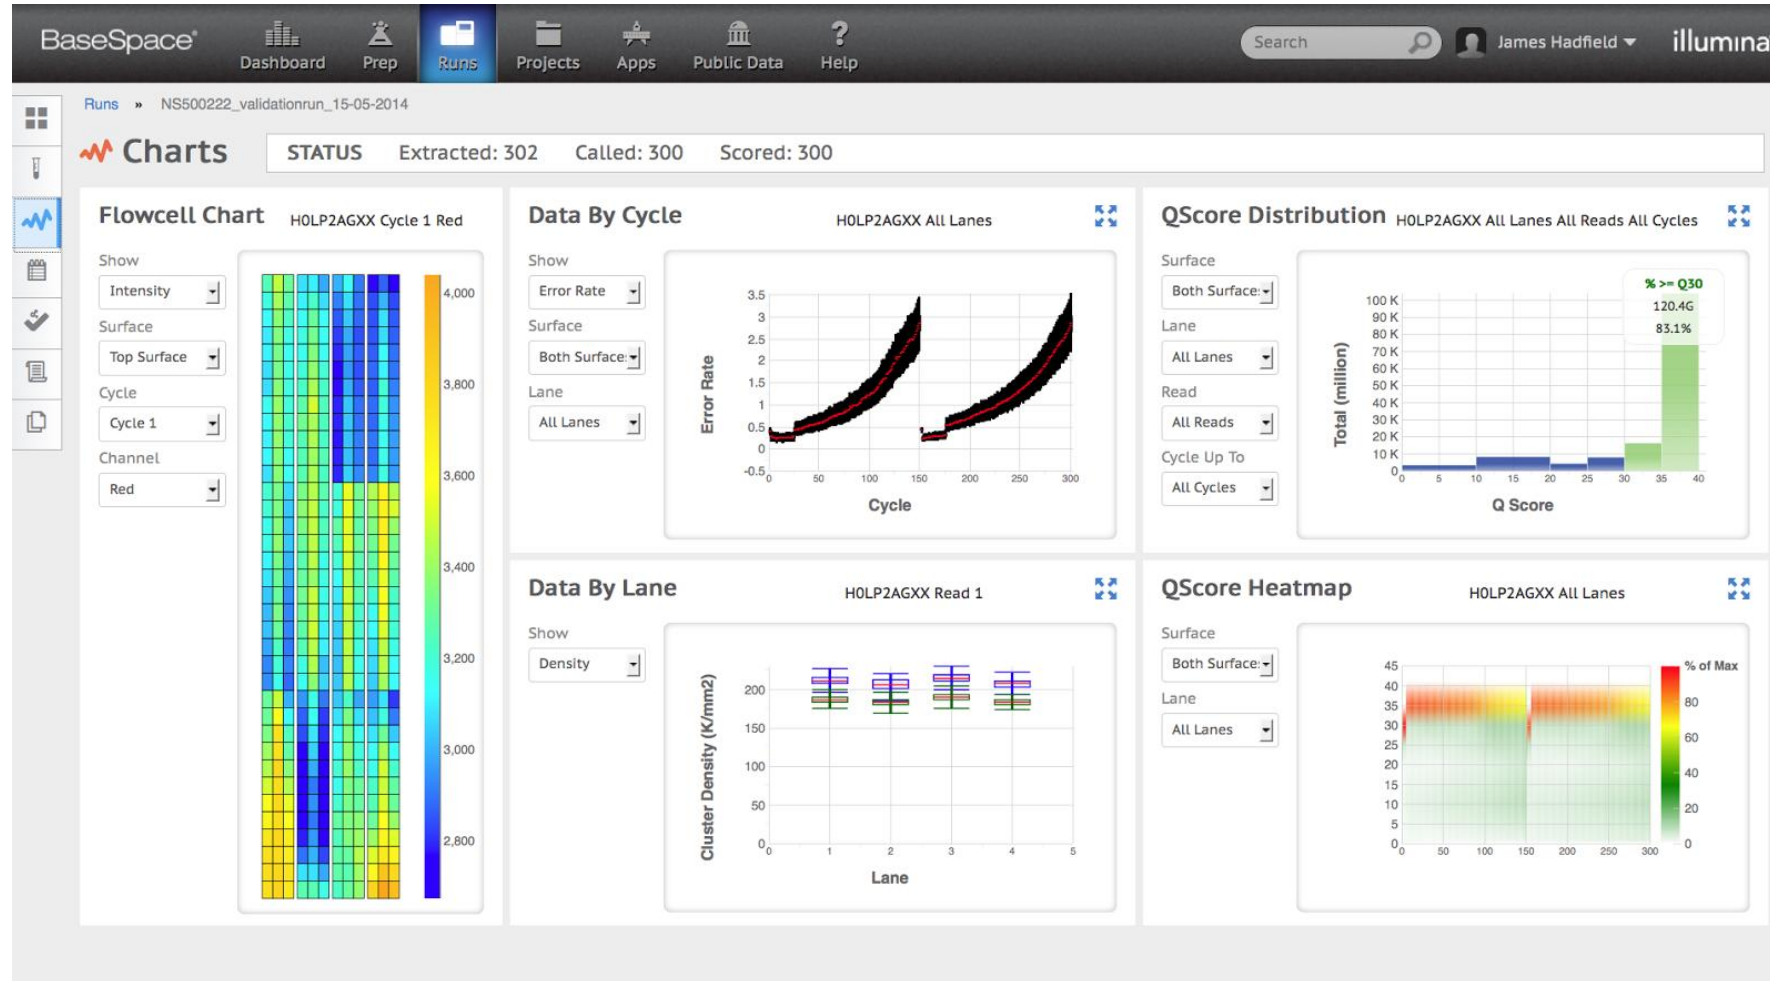 BaseSpace®
Dashboard
Prep
Runs
Projects
Apps
Public Data
?
Help
Search
James Hadfield
illumina
Runs » NS500222_validationrun_15-05-2014
Charts
STATUS Extracted: 302 Called: 300 Scored: 300
Flowcell Chart H0LP2AGXX Cycle 1 Red
Show
Intensity
Surface
Top Surface
Cycle
Cycle 1
Channel
Red
4,000
3,800
3,600
3,400
3,200
3,000
2,800
Data By Cycle H0LP2AGXX All Lanes
Show
Error Rate
Surface
Both Surface:
Lane
All Lanes
Error Rate
3.5
3
2.5
2
1.5
1
0.5
0
-0.5
0 50 100 150 200 250 300
Cycle
QScore Distribution H0LP2AGXX All Lanes All Reads All Cycles
Surface
Both Surface:
Lane
All Lanes
Read
All Reads
Cycle Up To
All Cycles
Total (million)
100 K
90 K
80 K
70 K
60 K
50 K
40 K
30 K
20 K
10 K
0
% >= Q30
120.4G
83.1%
0 5 10 15 20 25 30 35 40
Q Score
Data By Lane H0LP2AGXX Read 1
Show
Density
Cluster Density (K/mm2)
200
150
100
50
0
0 1 2 3 4 5
Lane
QScore Heatmap H0LP2AGXX All Lanes
Surface
Both Surface:
Lane
All Lanes
45
40
35
30
25
20
15
10
5
0
0 50 100 150 200 250 300
% of Max
80
60
40
20
0